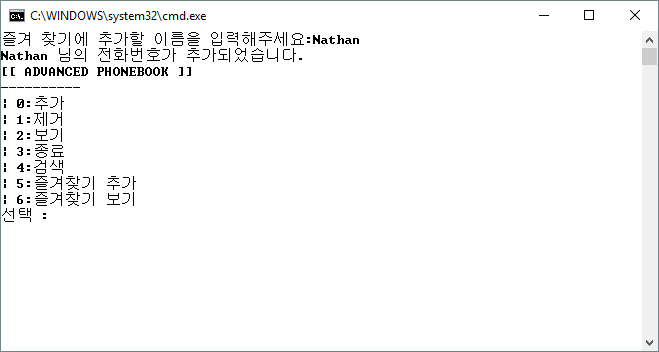 C:\WINDOWS\system32\cmd.exe
즐겨 찾기에 추가할 이름을 입력해주세요:Nathan
Nathan 님의 전화번호가 추가되었습니다.
[[ ADVANCED PHONEBOOK ]]
----------
¦ 0:추가
¦ 1:제거
¦ 2:보기
¦ 3:종료
¦ 4:검색
¦ 5:즐겨찾기 추가
¦ 6:즐겨찾기 보기
선택 :